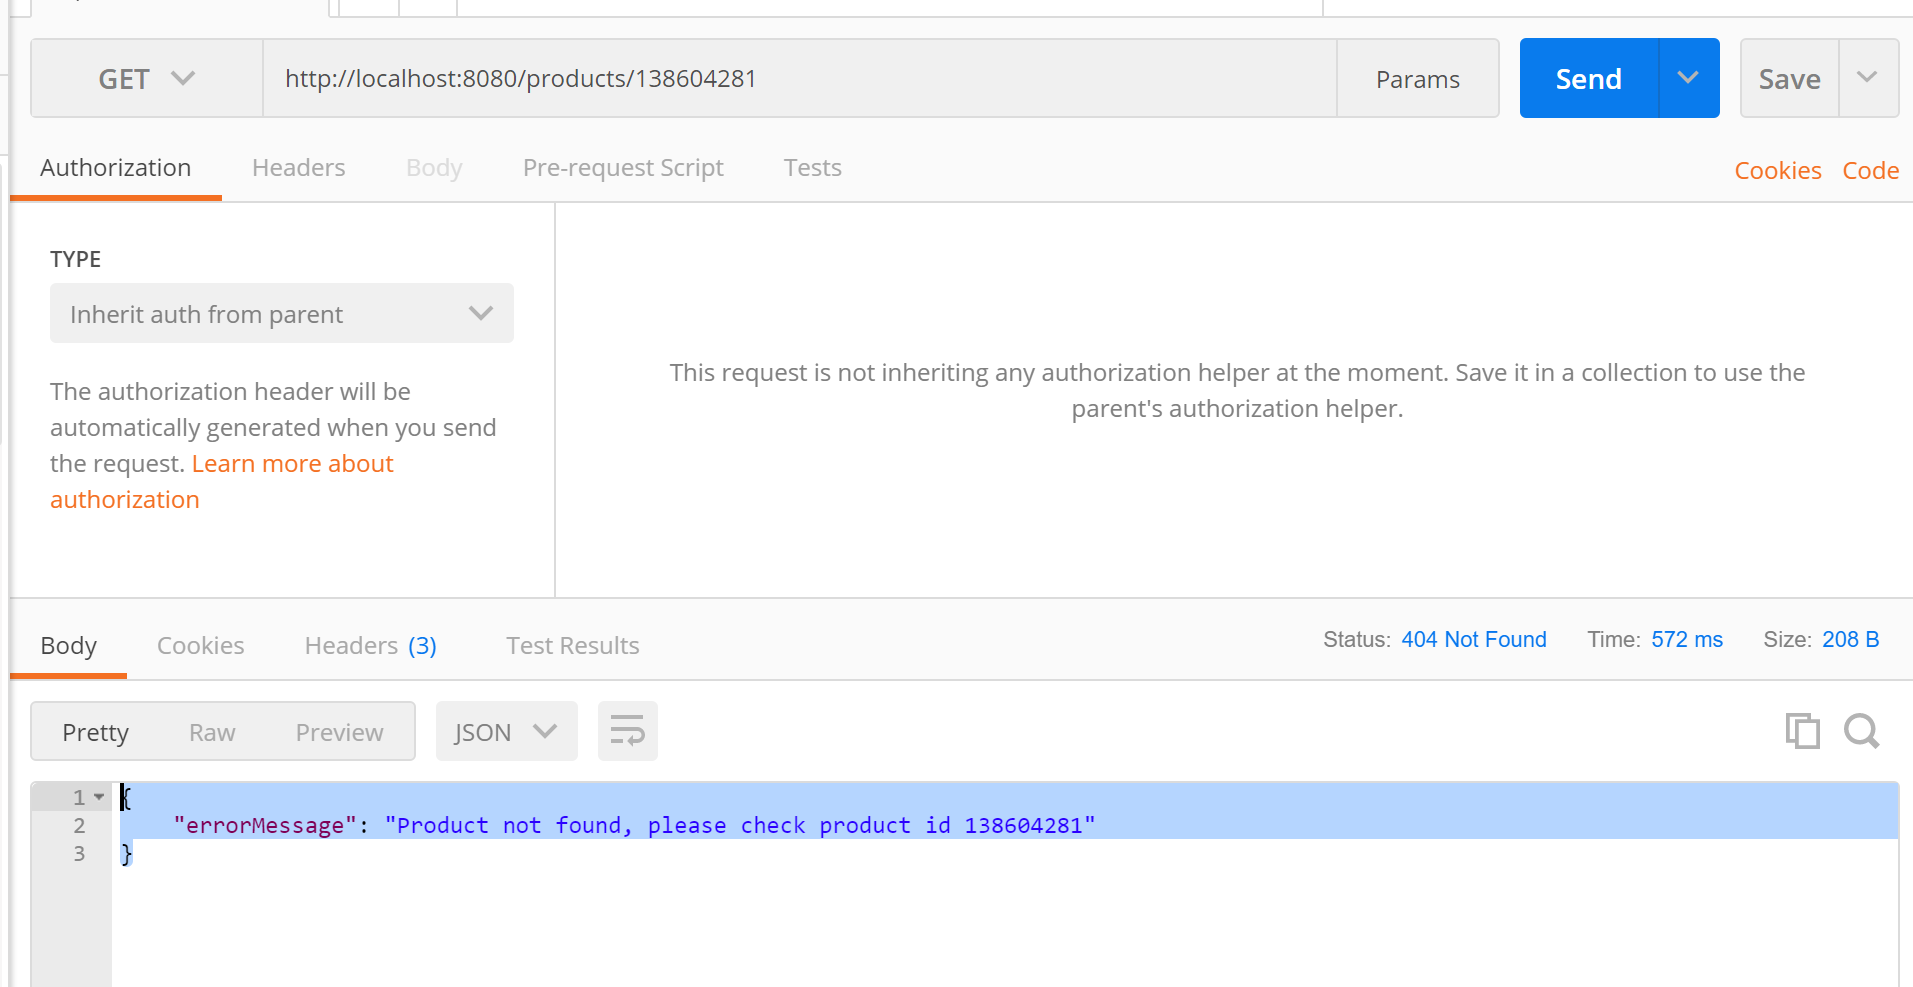 GET http://localhost:8080/products/138604281 Params Send Save
Authorization Headers Body Pre-request Script Tests Cookies Code
TYPE
Inherit auth from parent
The authorization header will be
automatically generated when you send
the request. Learn more about
authorization
This request is not inheriting any authorization helper at the moment. Save it in a collection to use the
parent's authorization helper.
Body Cookies Headers (3) Test Results Status: 404 Not Found Time: 572 ms Size: 208 B
Pretty Raw Preview JSON
1 {
2 "errorMessage": "Product not found, please check product id 138604281"
3 }